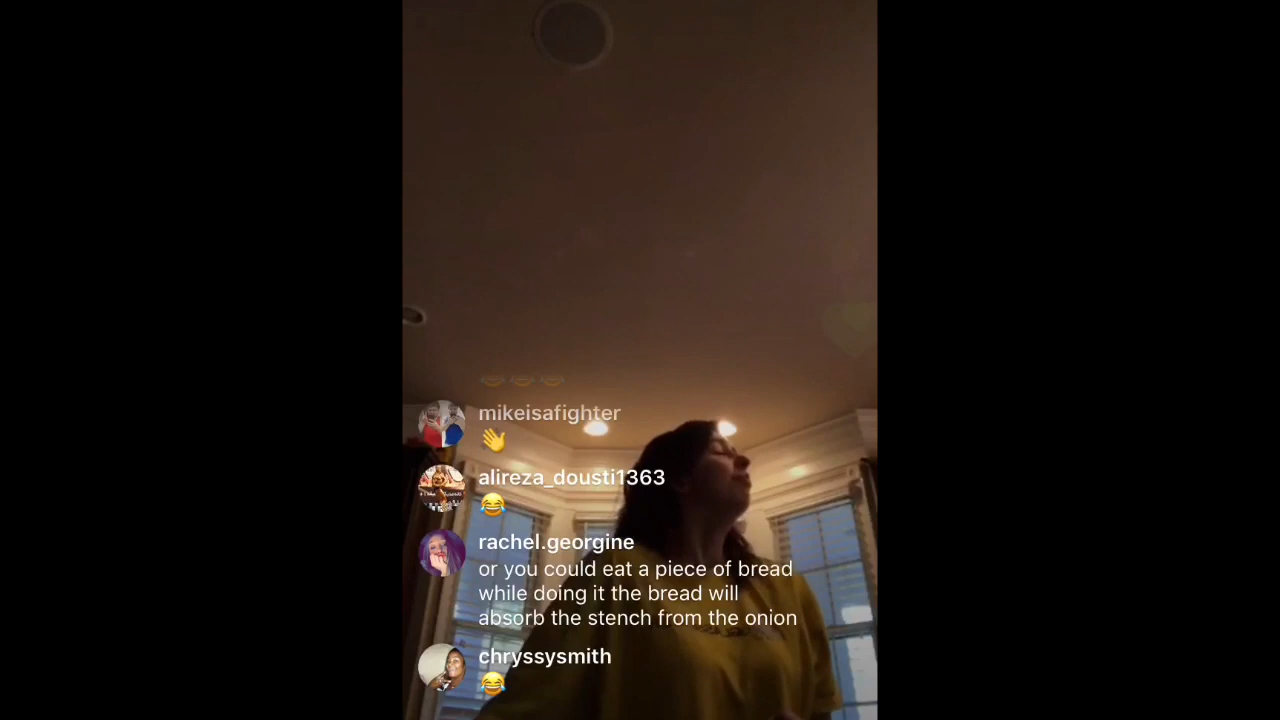 😂😂😂
mikeisafighter
👋
alireza_dousti1363
😂
rachel.georgine
or you could eat a piece of bread
while doing it the bread will
absorb the stench from the onion
chryssysmith
😂